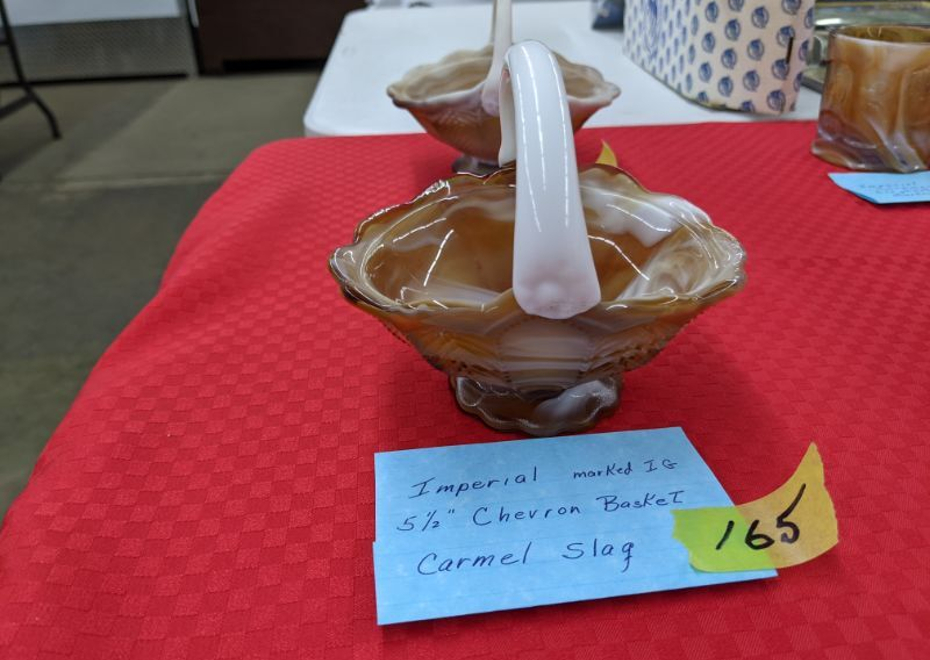 Imperial marked IG
5½" Chevron Basket
Carmel Slag
165